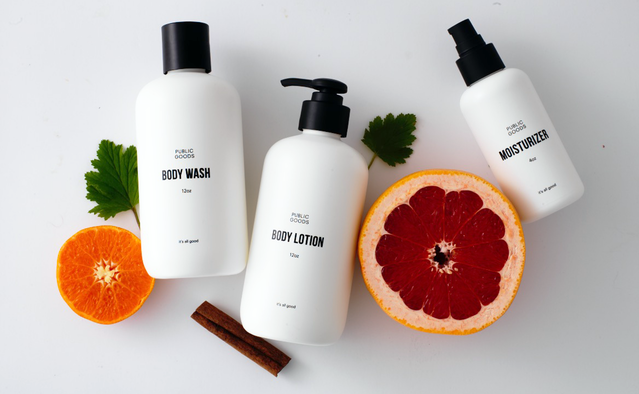 PUBLIC
GOODS
BODY WASH
12oz
it's all good!
PUBLIC
GOODS
BODY LOTION
12oz
it's all good!
PUBLIC
GOODS
MOISTURIZER
4oz
it's all good!